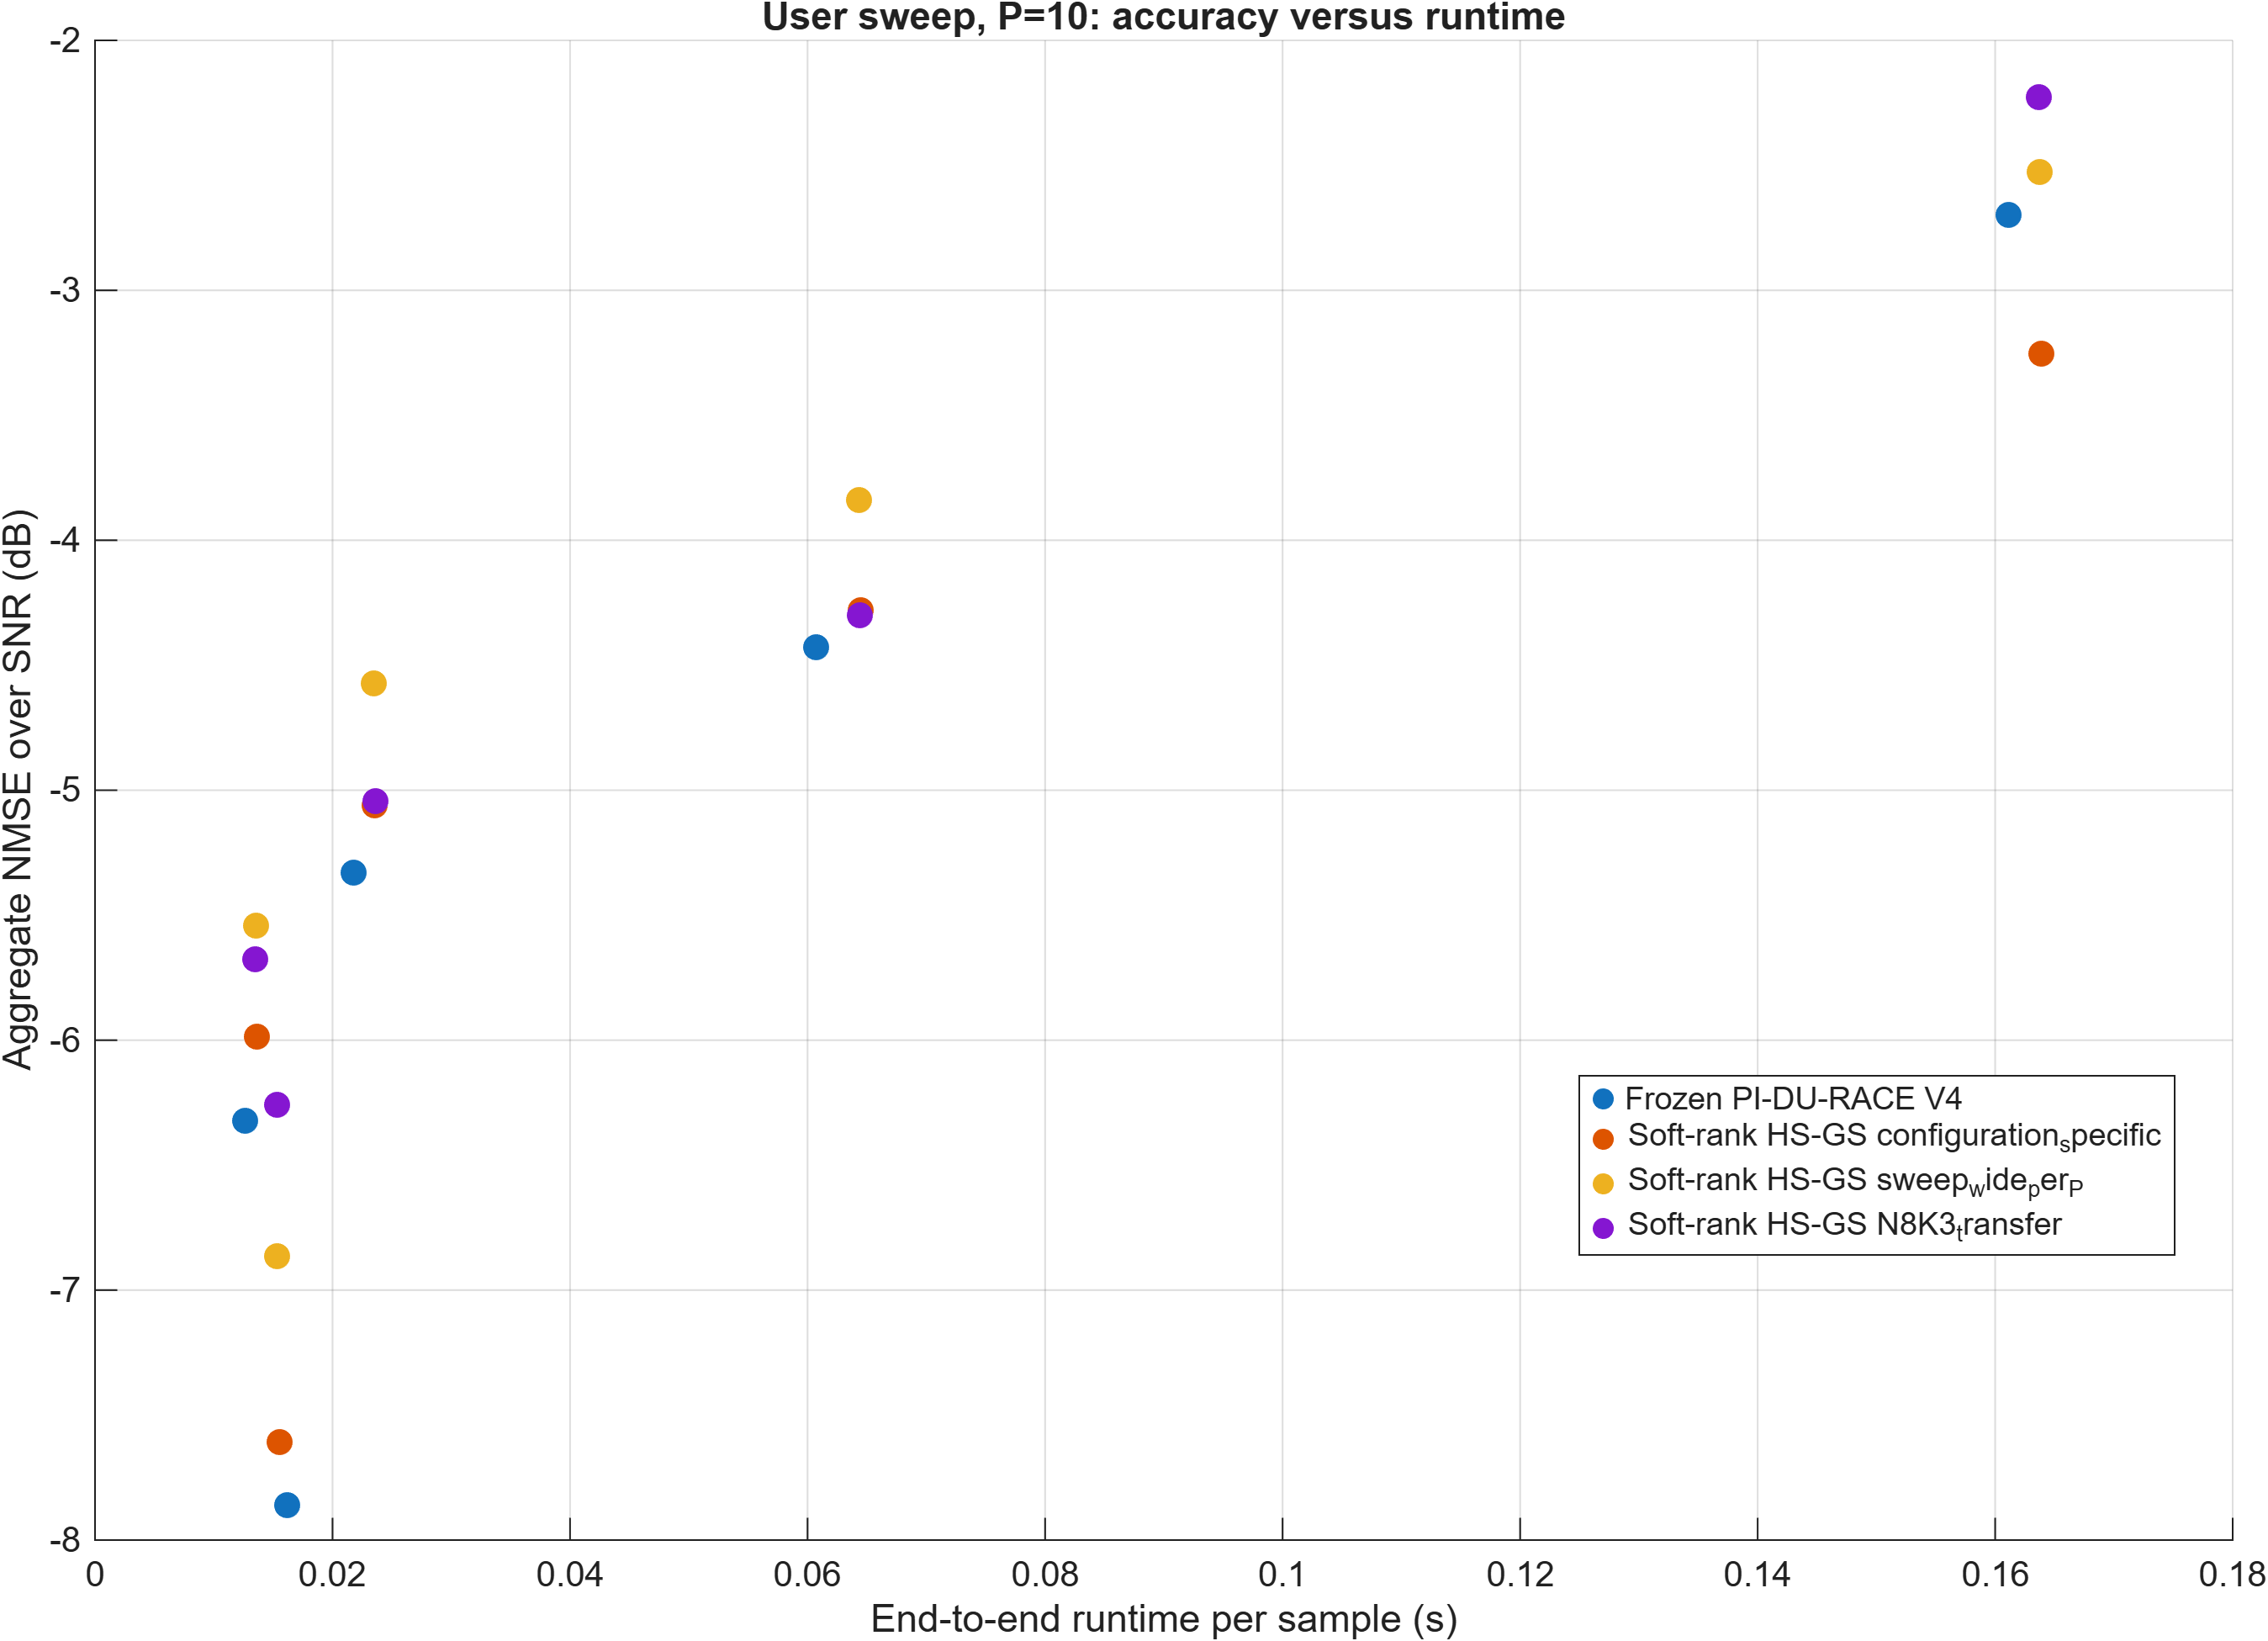 User sweep, P=10: accuracy versus runtime
Aggregate NMSE over SNR (dB)
-2
-3
-4
-5
-6
-7
-8
0 0.02 0.04 0.06 0.08 0.1 0.12 0.14 0.16 0.18
End-to-end runtime per sample (s)
Frozen PI-DU-RACE V4
Soft-rank HS-GS configurationspecific
Soft-rank HS-GS sweepwideperP
Soft-rank HS-GS N8K3transfer